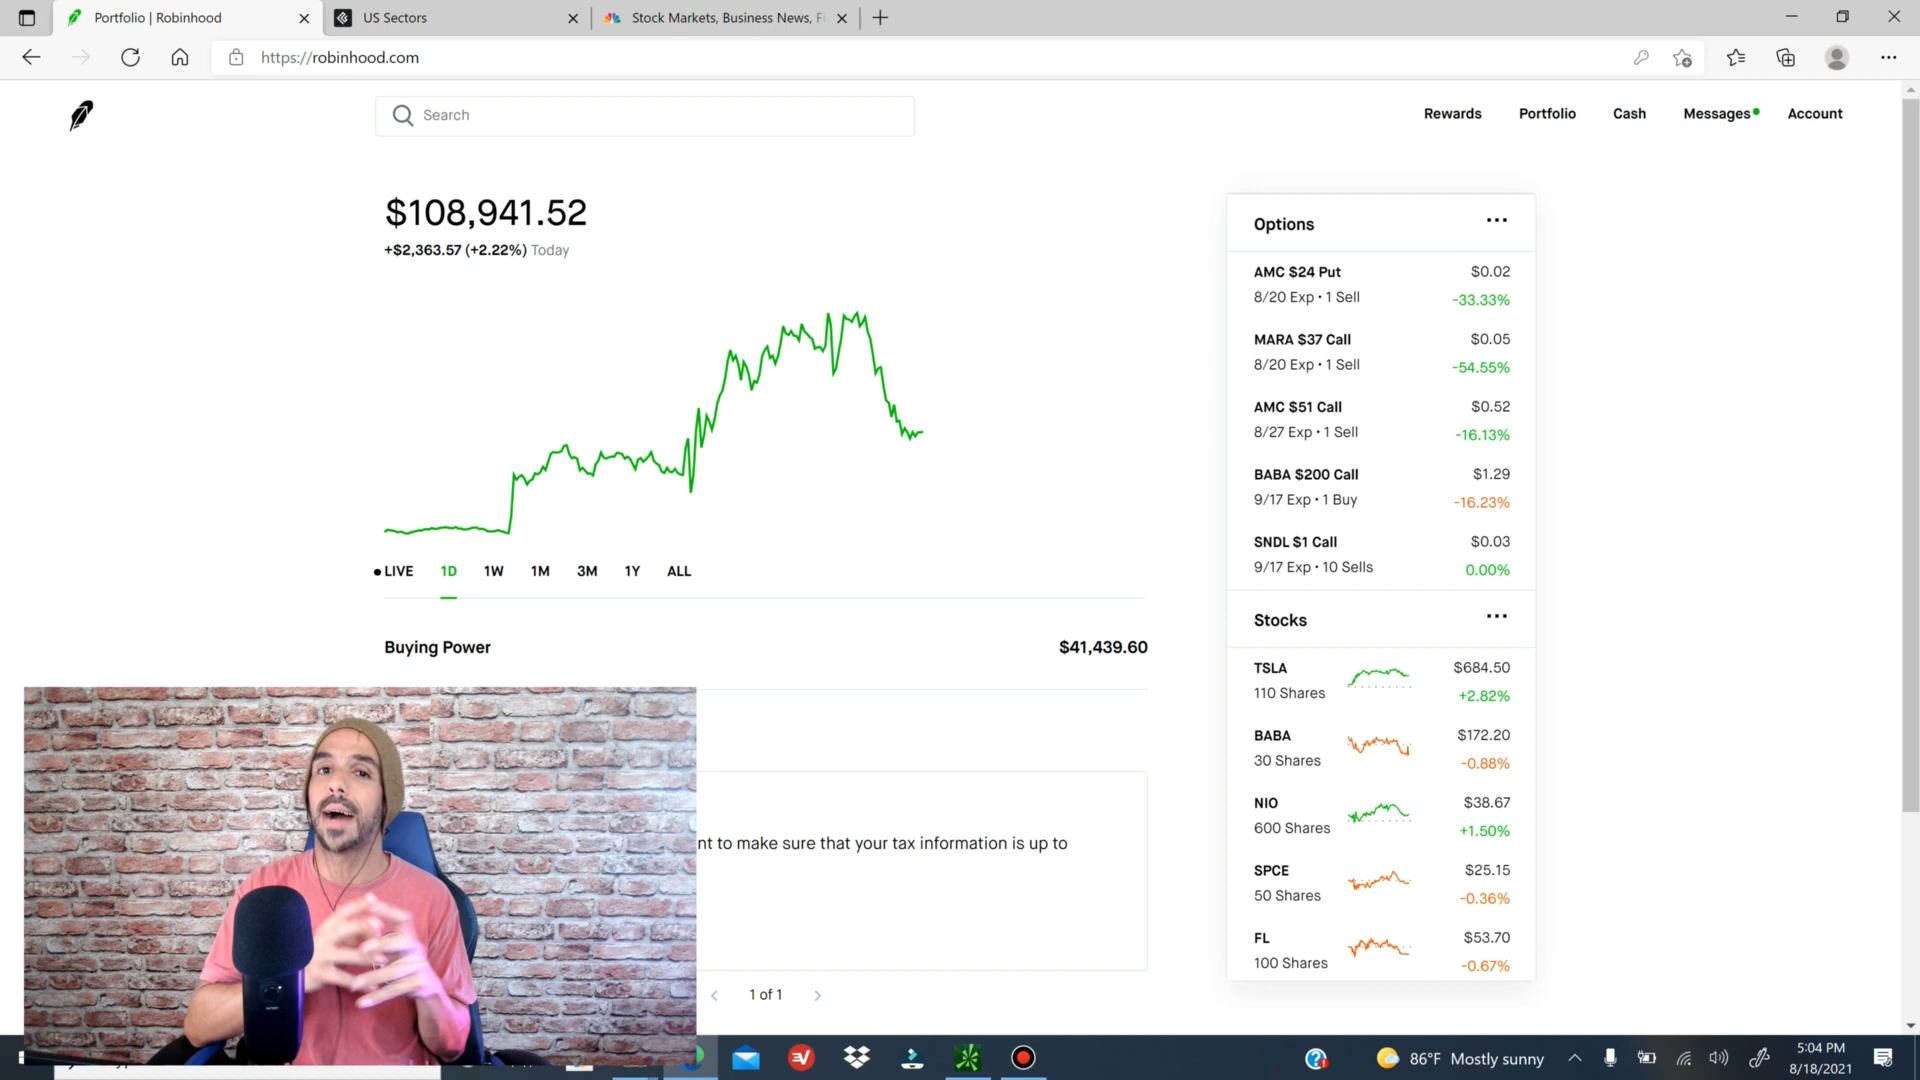 Portfolio | Robinhood
US Sectors
Stock Markets, Business News, Fi
https://robinhood.com
Search
Rewards
Portfolio
Cash
Messages
Account
$108,941.52
+$2,363.57 (+2.22%) Today
LIVE
1D
1W
1M
3M
1Y
ALL
Buying Power
$41,439.60
nt to make sure that your tax information is up to
1 of 1
Options
AMC $24 Put
$0.02
8/20 Exp • 1 Sell
-33.33%
MARA $37 Call
$0.05
8/20 Exp • 1 Sell
-54.55%
AMC $51 Call
$0.52
8/27 Exp • 1 Sell
-16.13%
BABA $200 Call
$1.29
9/17 Exp • 1 Buy
-16.23%
SNDL $1 Call
$0.03
9/17 Exp • 10 Sells
0.00%
Stocks
TSLA
$684.50
110 Shares
+2.82%
BABA
$172.20
30 Shares
-0.88%
NIO
$38.67
600 Shares
+1.50%
SPCE
$25.15
50 Shares
-0.36%
FL
$53.70
100 Shares
-0.67%
86°F Mostly sunny
5:04 PM
8/18/2021